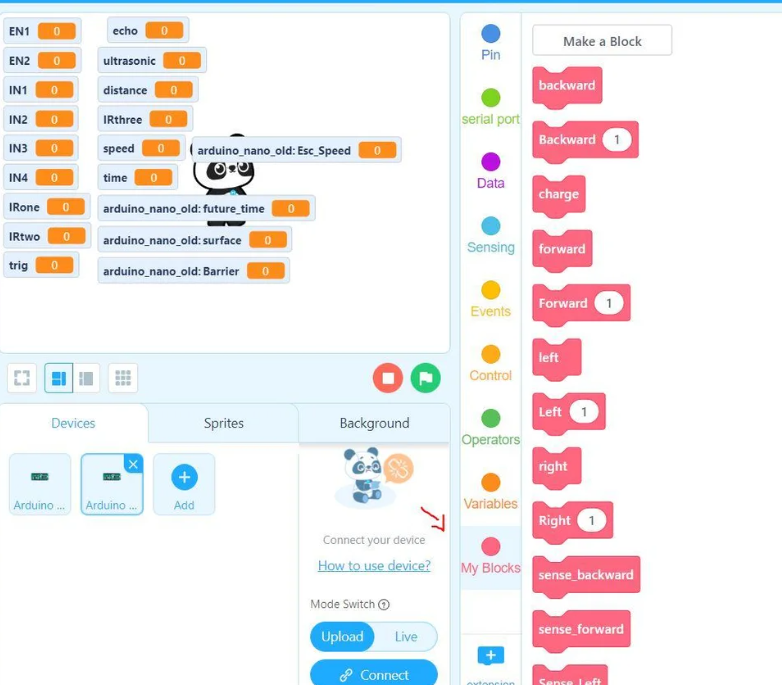 EN1 0
echo 0
EN2 0
ultrasonic 0
IN1 0
distance 0
IN2 0
IRthree 0
IN3 0
speed 0
arduino_nano_old: Esc_Speed 0
IN4 0
time 0
IRone 0
arduino_nano_old: future_time 0
IRtwo 0
arduino_nano_old: surface 0
trig 0
arduino_nano_old: Barrier 0
Devices
Sprites
Background
Arduino ...
Arduino ...
Add
Connect your device
How to use device?
Mode Switch ?
Upload
Live
Connect
Pin
serial port
Data
Sensing
Events
Control
Operators
Variables
My Blocks
extension
Make a Block
backward
Backward 1
charge
forward
Forward 1
left
Left 1
right
Right 1
sense_backward
sense_forward
Sense_Left